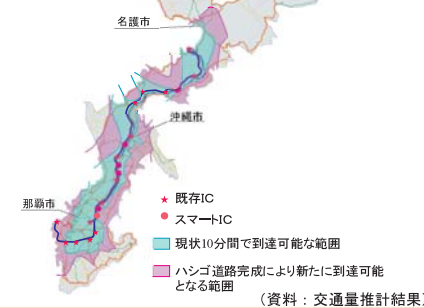 名護市
沖縄市
那覇市
既存IC
スマートIC
現状10分間で到達可能な範囲
ハシゴ道路完成により新たに到達可能
となる範囲
(資料：交通量推計結果)